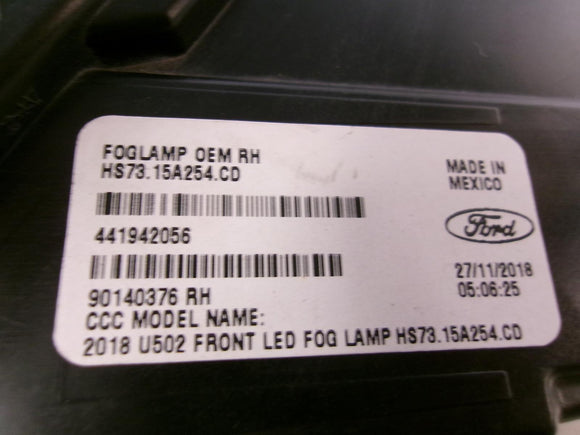 FOGLAMP OEM RH
HS73.15A254.CD
MADE IN
MEXICO
441942056
Ford
90140376 RH
27/11/2018
05:06:25
CCC MODEL NAME:
2018 U502 FRONT LED FOG LAMP HS73.15A254.CD